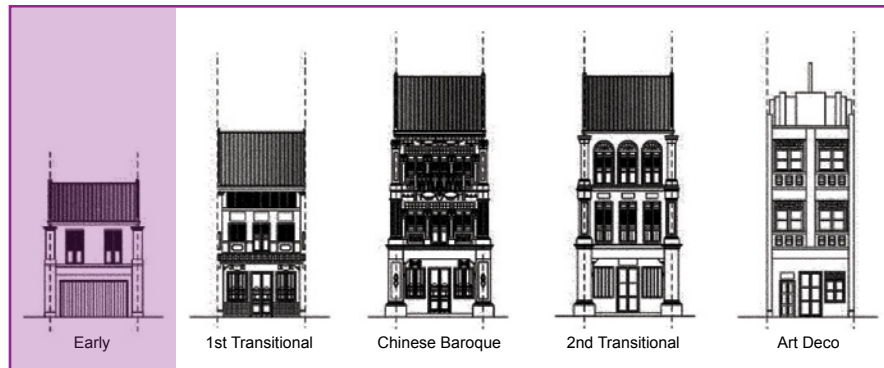 Early
1st Transitional
Chinese Baroque
2nd Transitional
Art Deco